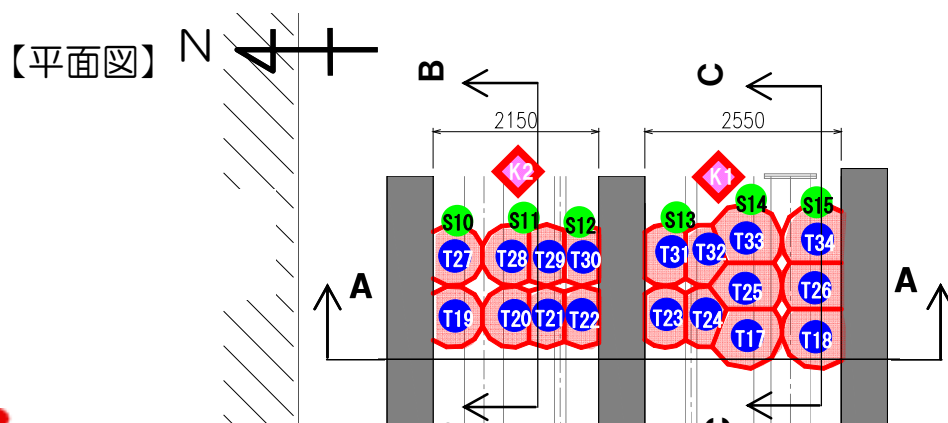 【平面図】 N
B
C
2150
2550
K2
K1
S10 S11 S12 S13 S14 S15
T27 T28 T29 T30 T31 T32 T33 T34
T25 T26
A
A
T19 T20 T21 T22 T23 T24 T17 T18